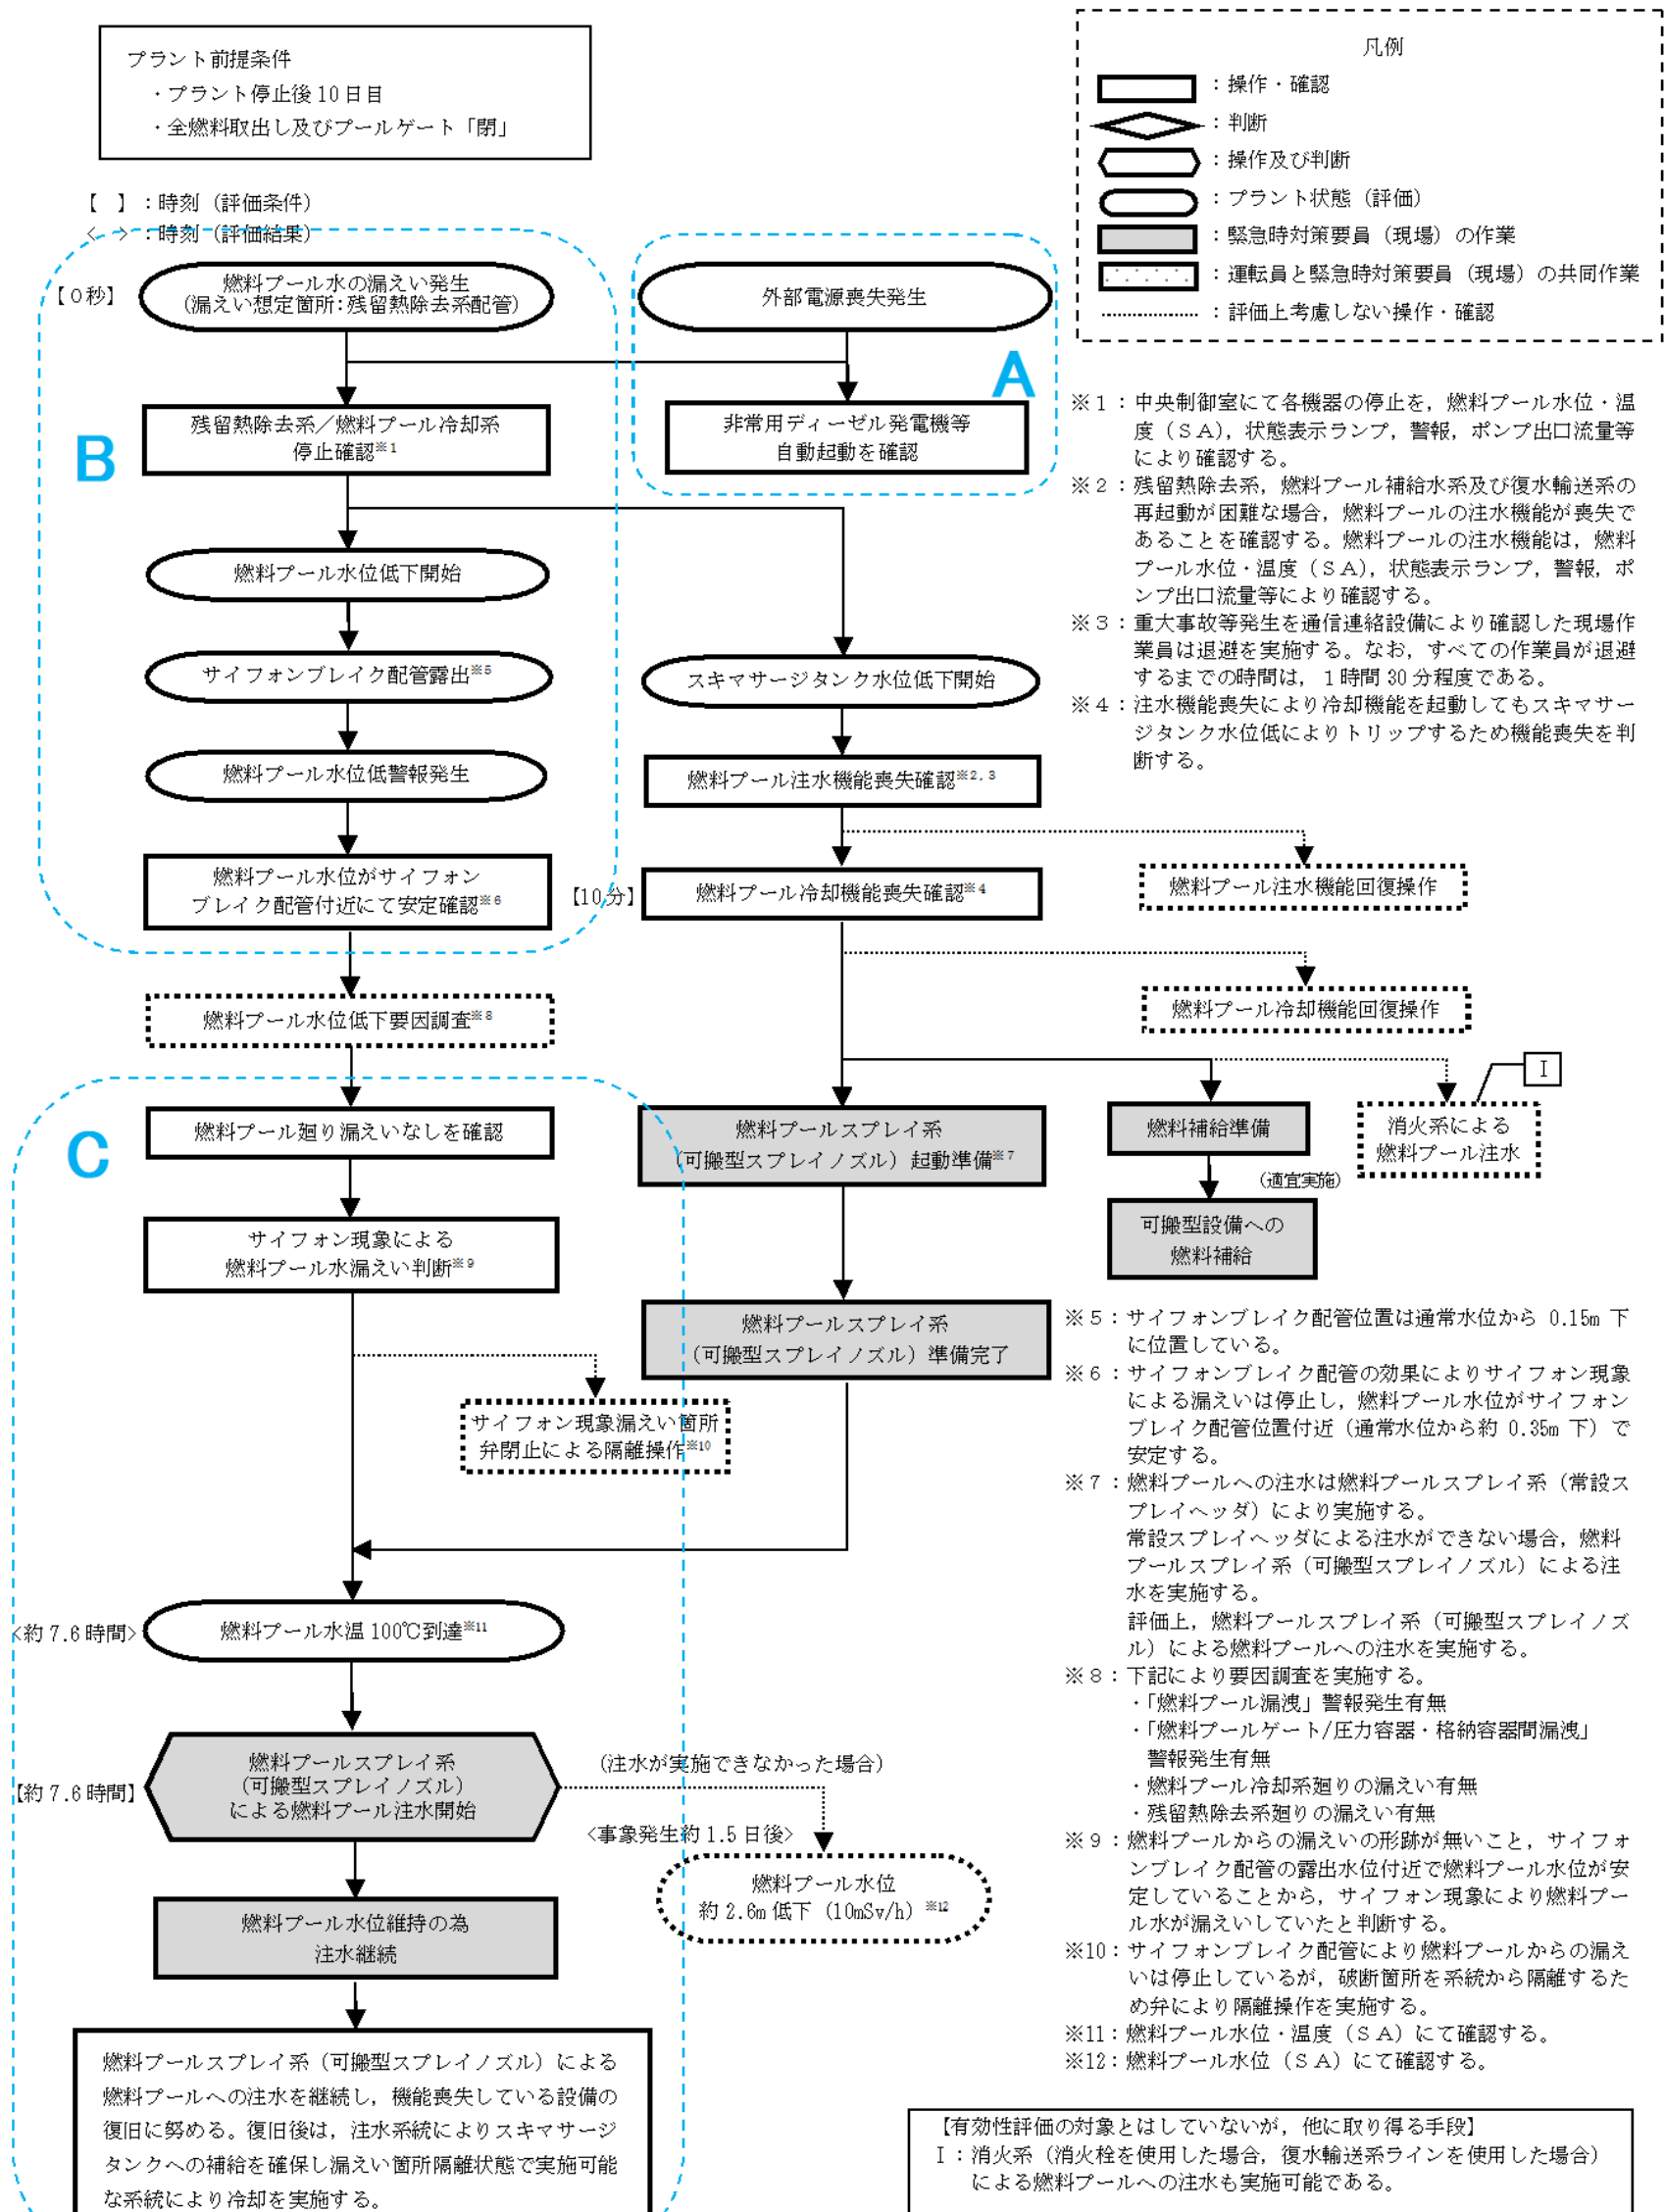 プラント前提条件
・プラント停止後10日目
・全燃料取出し及びプールゲート「閉」
【　】：時刻（評価条件）
＜　＞：時刻（評価結果）
凡例
：操作・確認
：判断
：操作及び判断
：プラント状態（評価）
：緊急時対策要員（現場）の作業
：運転員と緊急時対策要員（現場）の共同作業
：評価上考慮しない操作・確認
【０秒】
燃料プール水の漏えい発生
(漏えい想定箇所：残留熱除去系配管)
外部電源喪失発生
A
残留熱除去系／燃料プール冷却系
停止確認※1
非常用ディーゼル発電機等
自動起動を確認
B
燃料プール水位低下開始
サイフォンブレイク配管露出※5
スキマサージタンク水位低下開始
燃料プール水位低警報発生
燃料プール注水機能喪失確認※2,3
燃料プール水位がサイフォン
ブレイク配管付近にて安定確認※6
【10分】
燃料プール冷却機能喪失確認※4
燃料プール注水機能回復操作
燃料プール冷却機能回復操作
※１：中央制御室にて各機器の停止を，燃料プール水位・温
度（ＳＡ），状態表示ランプ，警報，ポンプ出口流量等
により確認する。
※２：残留熱除去系，燃料プール補給水系及び復水輸送系の
再起動が困難な場合，燃料プールの注水機能が喪失で
あることを確認する。燃料プールの注水機能は，燃料
プール水位・温度（ＳＡ），状態表示ランプ，警報，ポ
ンプ出口流量等により確認する。
※３：重大事故等発生を通信連絡設備により確認した現場作
業員は退避を実施する。なお，すべての作業員が退避
するまでの時間は，１時間30分程度である。
※４：注水機能喪失により冷却機能を起動してもスキマサー
ジタンク水位低によりトリップするため機能喪失を判
断する。
燃料プール水位低下要因調査※8
C
燃料プール廻り漏えいなしを確認
燃料プールスプレイ系
(可搬型スプレイノズル）起動準備※7
燃料補給準備
Ｉ
消火系による
燃料プール注水
(適宜実施)
可搬型設備への
燃料補給
サイフォン現象による
燃料プール水漏えい判断※9
燃料プールスプレイ系
(可搬型スプレイノズル）準備完了
サイフォン現象漏えい箇所
弁閉止による隔離操作※10
<約7.6時間>
燃料プール水温100℃到達※11
【約7.6時間】
燃料プールスプレイ系
(可搬型スプレイノズル)
による燃料プール注水開始
(注水が実施できなかった場合)
<事象発生約1.5日後>
燃料プール水位
約2.6m低下（10mSv/h）※12
燃料プール水位維持の為
注水継続
燃料プールスプレイ系（可搬型スプレイノズル）による
燃料プールへの注水を継続し，機能喪失している設備の
復旧に努める。復旧後は，注水系統によりスキマサージ
タンクへの補給を確保し漏えい箇所隔離状態で実施可能
な系統により冷却を実施する。
※５：サイフォンブレイク配管位置は通常水位から 0.15m 下
に位置している。
※６：サイフォンブレイク配管の効果によりサイフォン現象
による漏えいは停止し，燃料プール水位がサイフォン
ブレイク配管位置付近（通常水位から約 0.35m 下）で
安定する。
※７：燃料プールへの注水は燃料プールスプレイ系（常設ス
プレイヘッダ）により実施する。
常設スプレイヘッダによる注水ができない場合，燃料
プールスプレイ系（可搬型スプレイノズル）による注
水を実施する。
評価上，燃料プールスプレイ系（可搬型スプレイノズ
ル）による燃料プールへの注水を実施する。
※８：下記により要因調査を実施する。
・「燃料プール漏洩」警報発生有無
・「燃料プールゲート/圧力容器・格納容器間漏洩」
警報発生有無
・燃料プール冷却系廻りの漏えい有無
・残留熱除去系廻りの漏えい有無
※９：燃料プールからの漏えいの形跡が無いこと，サイフォ
ンブレイク配管の露出水位付近で燃料プール水位が安
定していることから，サイフォン現象により燃料プー
ル水が漏えいしていたと判断する。
※10：サイフォンブレイク配管により燃料プールからの漏え
いは停止しているが，破断箇所を系統から隔離するた
め弁により隔離操作を実施する。
※11：燃料プール水位・温度（ＳＡ）にて確認する。
※12：燃料プール水位（ＳＡ）にて確認する。
【有効性評価の対象とはしていないが，他に取り得る手段】
Ｉ：消火系（消火栓を使用した場合，復水輸送系ラインを使用した場合）
による燃料プールへの注水も実施可能である。